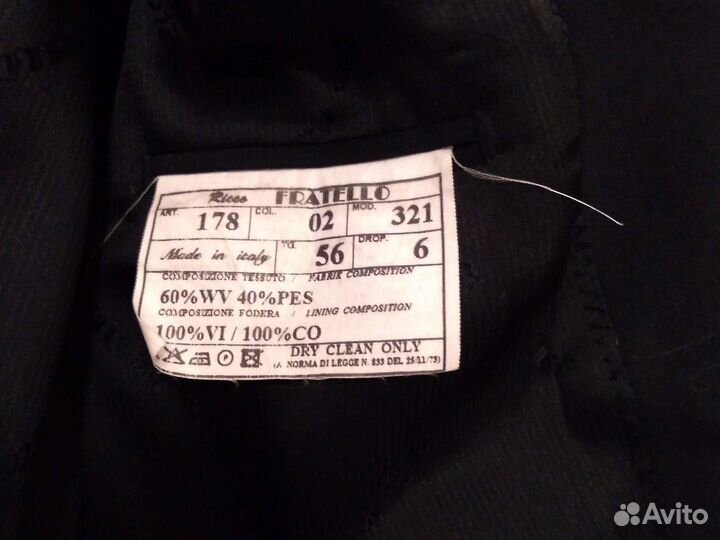 Ricco FRATELLO
ART. 178 COL. 02 MOD. 321
Made in italy TG. 56 DROP. 6
COMPOSIZIONE TESSUTO / FABRIK COMPOSITION
60%WV 40%PES
COMPOSIZIONE FODERA / LINING COMPOSITION
100%VI / 100%CO
DRY CLEAN ONLY
(A NORMA DI LEGGE N. 833 DEL 25/11/73)
Avito